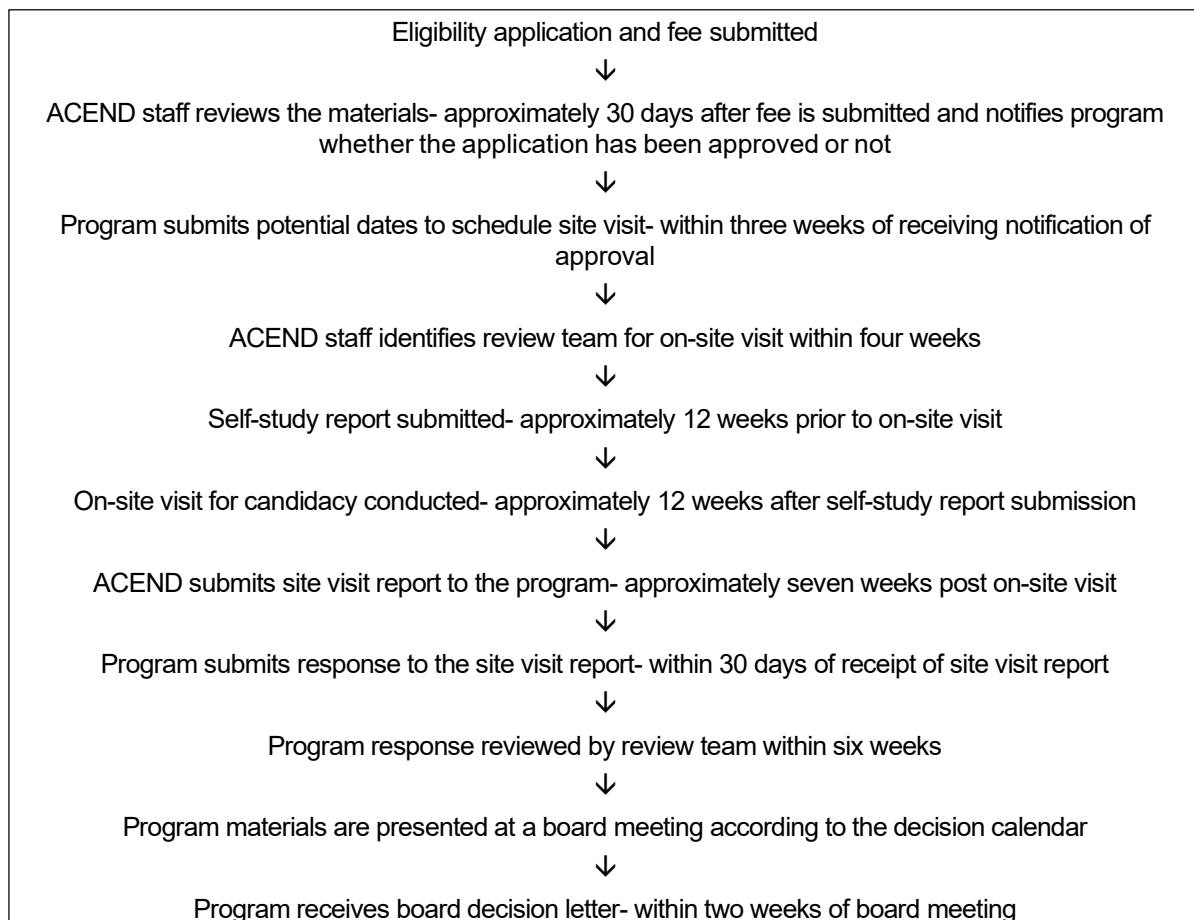 Eligibility application and fee submitted
↓
ACEND staff reviews the materials- approximately 30 days after fee is submitted and notifies program
whether the application has been approved or not
↓
Program submits potential dates to schedule site visit- within three weeks of receiving notification of
approval
↓
ACEND staff identifies review team for on-site visit within four weeks
↓
Self-study report submitted- approximately 12 weeks prior to on-site visit
↓
On-site visit for candidacy conducted- approximately 12 weeks after self-study report submission
↓
ACEND submits site visit report to the program- approximately seven weeks post on-site visit
↓
Program submits response to the site visit report- within 30 days of receipt of site visit report
↓
Program response reviewed by review team within six weeks
↓
Program materials are presented at a board meeting according to the decision calendar
↓
Program receives board decision letter- within two weeks of board meeting